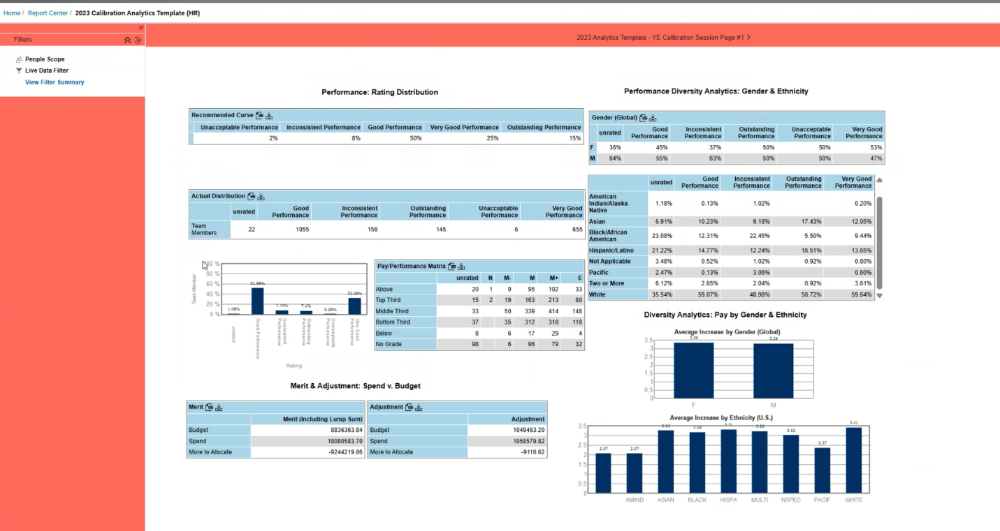 Home / Report Center / 2023 Calibration Analytics Template (HR)
Filters
People Scope
Live Data Filter
View Filter Summary
2023 Analytics Template - YE Calibration Session Page #1
Performance: Rating Distribution
Recommended Curve
Unacceptable Performance Inconsistent Performance Good Performance Very Good Performance Outstanding Performance
2% 8% 50% 25% 15%
Actual Distribution
unrated Good Performance Inconsistent Performance Outstanding Performance Unacceptable Performance Very Good Performance
Team Members 22 1055 158 145 6 655
80 %
60 %
40 %
20 %
0 %
Team Member
51.69%
7.1%
0.29%
unrated
Good Performance
Inconsistent Performance
Outstanding Performance
Unacceptable Performance
Very Good Performance
Rating
Pay/Performance Matrix
unrated N M- M M+ E
Above 20 1 9 95 102 33
Top Third 15 2 19 163 213 80
Middle Third 33 50 339 414 148
Bottom Third 37 35 312 318 118
Below 8 6 17 29 4
No Grade 98 6 96 79 32
Merit & Adjustment: Spend v. Budget
Merit
Merit (Including Lump Sum)
Budget 8836363.84
Spend 18080583.70
More to Allocate -9244219.86
Adjustment
Adjustment
Budget 1049463.20
Spend 1058579.82
More to Allocate -9116.62
Performance Diversity Analytics: Gender & Ethnicity
Gender (Global)
unrated Good Performance Inconsistent Performance Outstanding Performance Unacceptable Performance Very Good Performance
F 36% 45% 37% 50% 50% 53%
M 64% 55% 63% 50% 50% 47%
unrated Good Performance Inconsistent Performance Outstanding Performance Very Good Performance
American Indian/Alaska Native 1.18% 0.13% 1.02% 0.20%
Asian 6.91% 10.23% 9.18% 17.43% 12.05%
Black/African American 23.08% 12.31% 22.45% 5.50% 9.44%
Hispanic/Latino 21.22% 14.77% 12.24% 16.51% 13.65%
Not Applicable 3.48% 0.52% 1.02% 0.92% 0.80%
Pacific 2.47% 0.13% 3.06% 0.60%
Two or More 6.12% 2.85% 2.04% 0.92% 3.61%
White 35.54% 59.07% 48.98% 58.72% 59.64%
Diversity Analytics: Pay by Gender & Ethnicity
Average Increase by Gender (Global)
3.5
3
2.5
2
1.5
1
0.5
0
F M
Average Increase by Ethnicity (U.S.)
3.5
3
2.5
2
1.5
1
0.5
0
2.07 2.07 3.02 2.37 3.41
AMIND ASIAN BLACK HISPA MULTI NSPEC PACIF WHITE